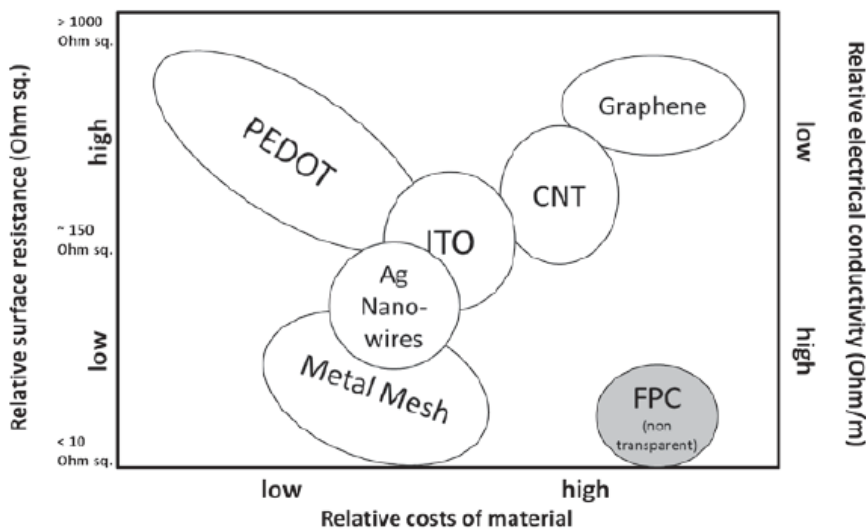 > 1000
Ohm sq.
Relative surface resistance (Ohm sq.)
high
~ 150
Ohm sq.
low
< 10
Ohm sq.
PEDOT
Graphene
CNT
ITO
Ag
Nano-
wires
Metal Mesh
FPC
(non
transparent)
low
high
Relative electrical conductivity (Ohm/m)
low
high
Relative costs of material